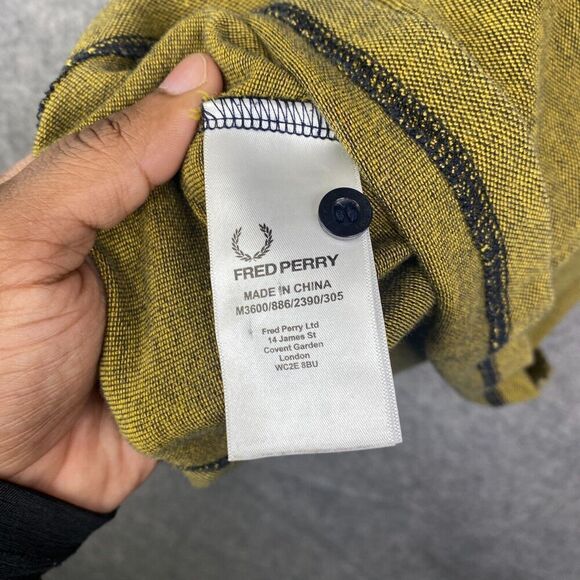 FRED PERRY
MADE IN CHINA
M3600/886/2390/305
Fred Perry Ltd
14 James St
Covent Garden
London
WC2E 8BU